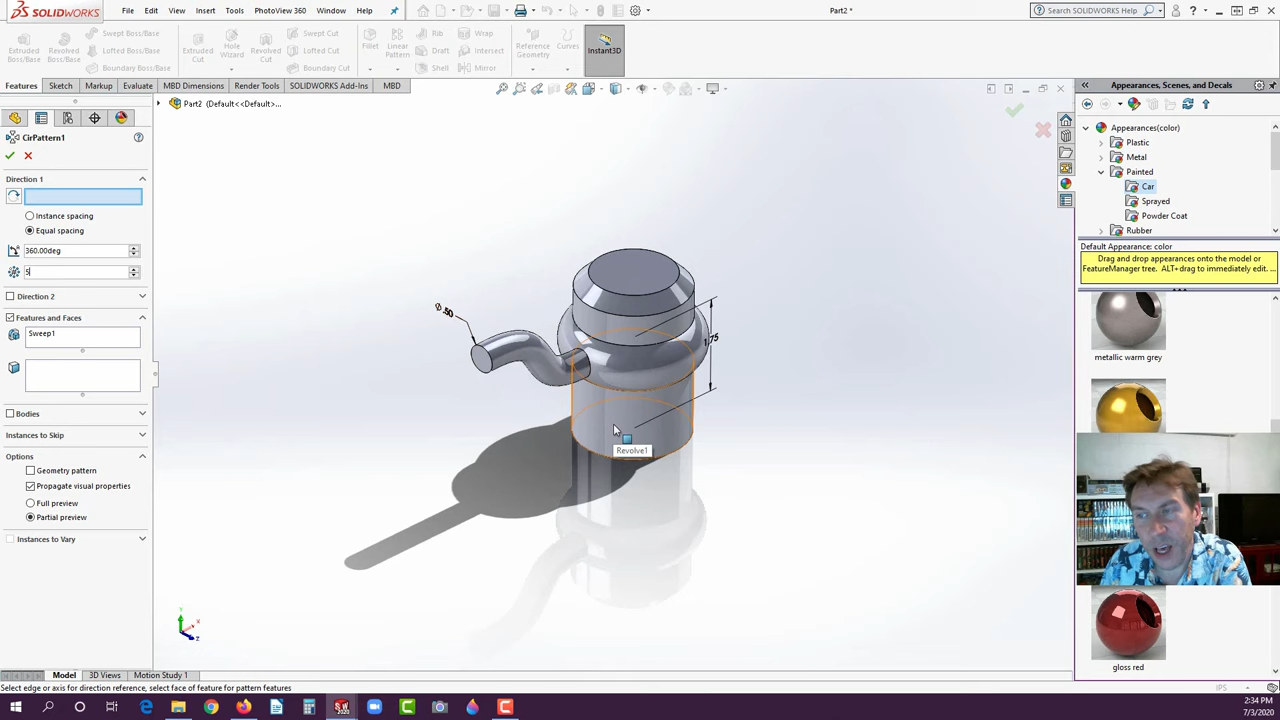 SOLIDWORKS
File Edit View Insert Tools PhotoView 360 Window Help
Part2 *
Search SOLIDWORKS Help
Extruded Boss/Base
Revolved Boss/Base
Swept Boss/Base
Lofted Boss/Base
Boundary Boss/Base
Extruded Cut
Hole Wizard
Revolved Cut
Swept Cut
Lofted Cut
Boundary Cut
Fillet
Linear Pattern
Rib
Draft
Shell
Wrap
Intersect
Mirror
Reference Geometry
Curves
Instant3D
Features Sketch Markup Evaluate MBD Dimensions Render Tools SOLIDWORKS Add-Ins MBD
Part2 (Default<<Default>...
CirPattern1
Direction 1
Instance spacing
Equal spacing
360.00deg
5
Direction 2
Features and Faces
Sweep1
Bodies
Instances to Skip
Options
Geometry pattern
Propagate visual properties
Full preview
Partial preview
Instances to Vary
Ø .50
1.75
Revolve1
Y
X
Z
Appearances, Scenes, and Decals
Appearances(color)
Plastic
Metal
Painted
Car
Sprayed
Powder Coat
Rubber
Default Appearance: color
Drag and drop appearances onto the model or
FeatureManager tree. ALT+drag to immediately edit. ...
metallic warm grey
gloss red
Model 3D Views Motion Study 1
Select edge or axis for direction reference, select face of feature for pattern features
IPS
SW
2020
2:34 PM
7/3/2020